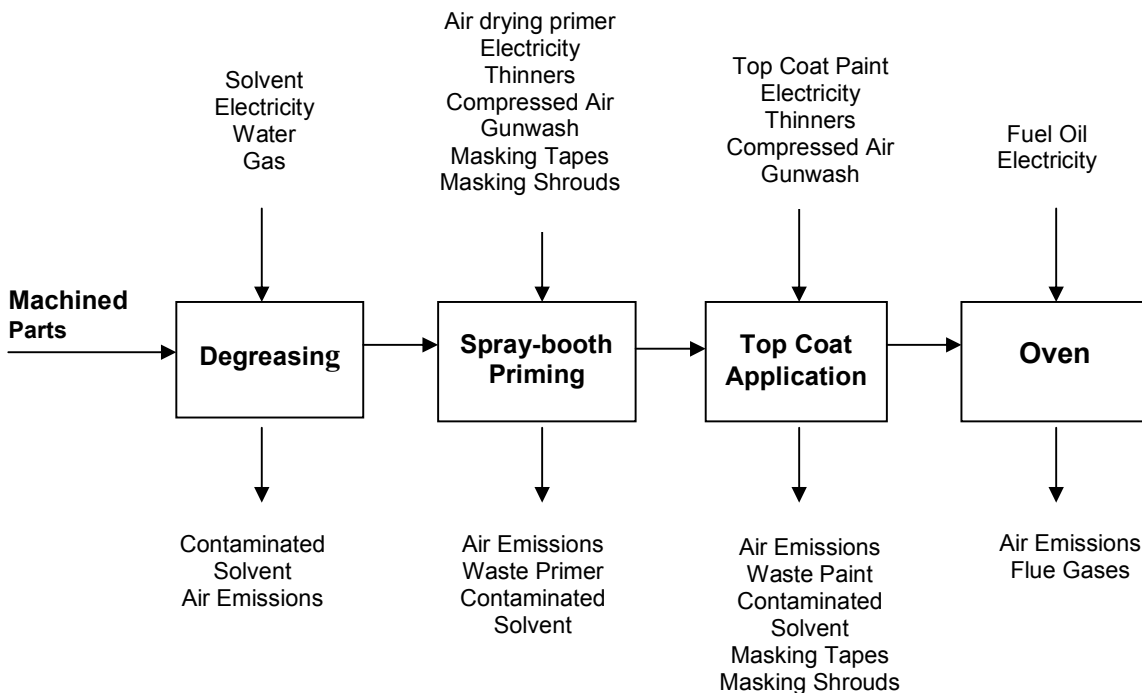 Solvent
Electricity
Water
Gas
Air drying primer
Electricity
Thinners
Compressed Air
Gunwash
Masking Tapes
Masking Shrouds
Top Coat Paint
Electricity
Thinners
Compressed Air
Gunwash
Fuel Oil
Electricity
Machined
Parts
Degreasing
Spray-booth
Priming
Top Coat
Application
Oven
Contaminated
Solvent
Air Emissions
Air Emissions
Waste Primer
Contaminated
Solvent
Air Emissions
Waste Paint
Contaminated
Solvent
Masking Tapes
Masking Shrouds
Air Emissions
Flue Gases